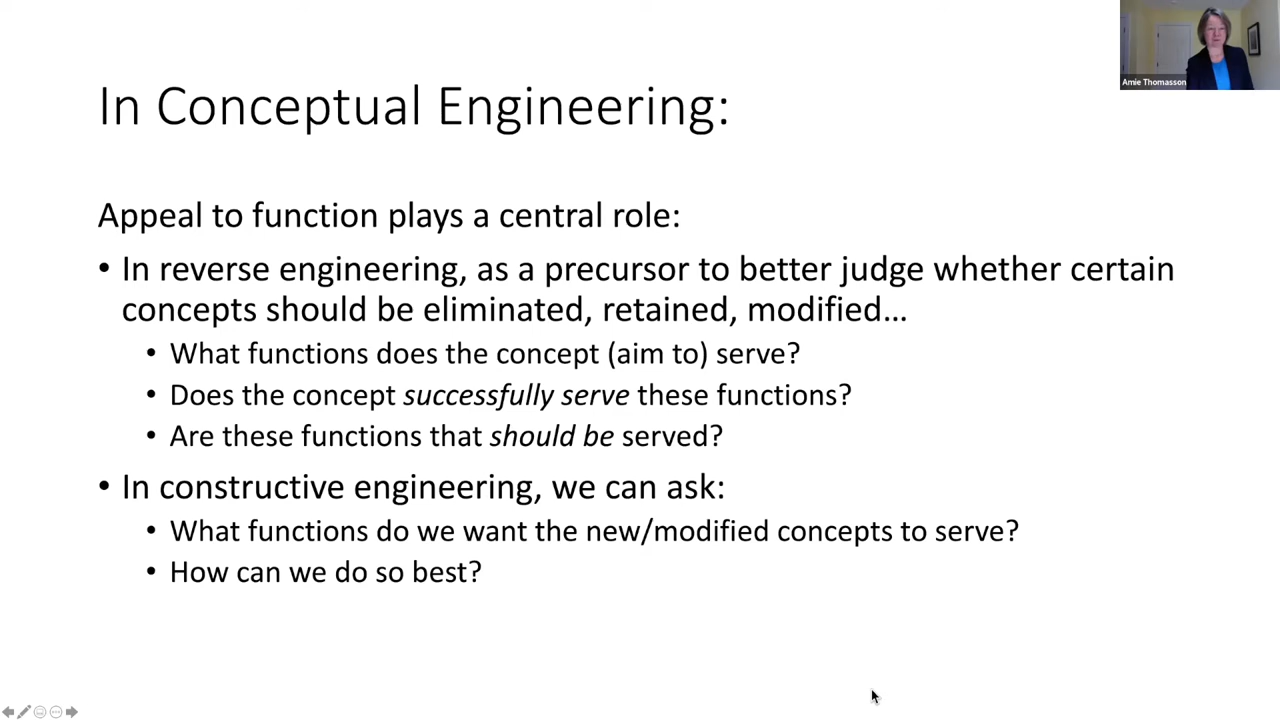 Amie Thomasson
In Conceptual Engineering:
Appeal to function plays a central role:
• In reverse engineering, as a precursor to better judge whether certain
concepts should be eliminated, retained, modified…
• What functions does the concept (aim to) serve?
• Does the concept successfully serve these functions?
• Are these functions that should be served?
• In constructive engineering, we can ask:
• What functions do we want the new/modified concepts to serve?
• How can we do so best?